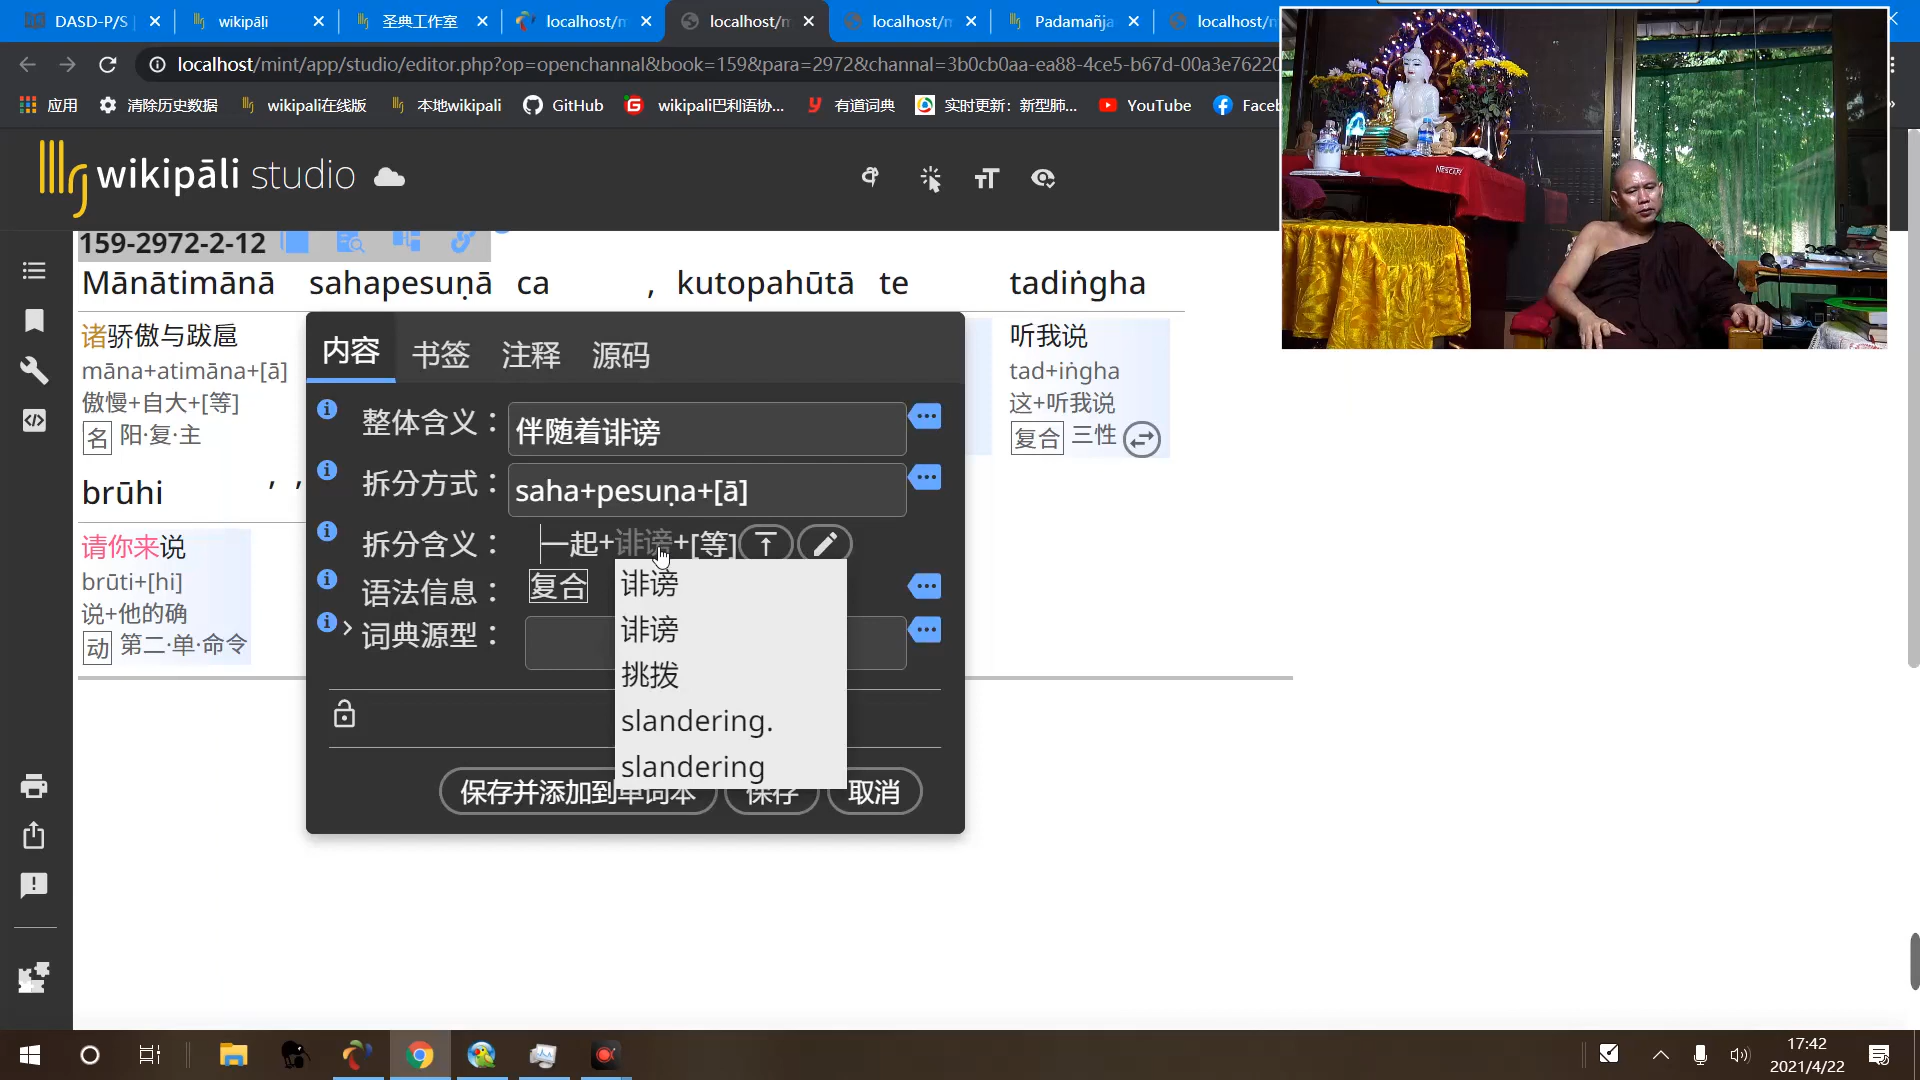 DASD-P/S
wikipāḷi
圣典工作室
localhost/m
localhost/m
localhost/m
Padamañja
localhost/m
localhost/mint/app/studio/editor.php?op=openchannal&book=159&para=2972&channal=3b0cb0aa-ea88-4ce5-b67d-00a3e76220
应用
清除历史数据
wikipali在线版
本地wikipali
GitHub
wikipali巴利语协...
有道词典
实时更新：新型肺...
YouTube
Faceb
wikipāli studio
159-2972-2-12
Mānātimānā sahapesuṇā ca , kutopahūtā te tadiṅgha
诸骄傲与跋扈
māna+atimāna+[ā]
傲慢+自大+[等]
名 阳·复·主
听我说
tad+iṅgha
这+听我说
复合 三性
brūhi ’ ’
请你来说
brūti+[hi]
说+他的确
动 第二·单·命令
内容 书签 注释 源码
整体含义： 伴随着诽谤
拆分方式： saha+pesuṇa+[ā]
拆分含义： 一起+诽谤+[等]
语法信息： 复合
词典源型：
诽谤
诽谤
挑拨
slandering.
slandering
保存并添加到单词本 保存 取消
NESCAFÉ
17:42
2021/4/22